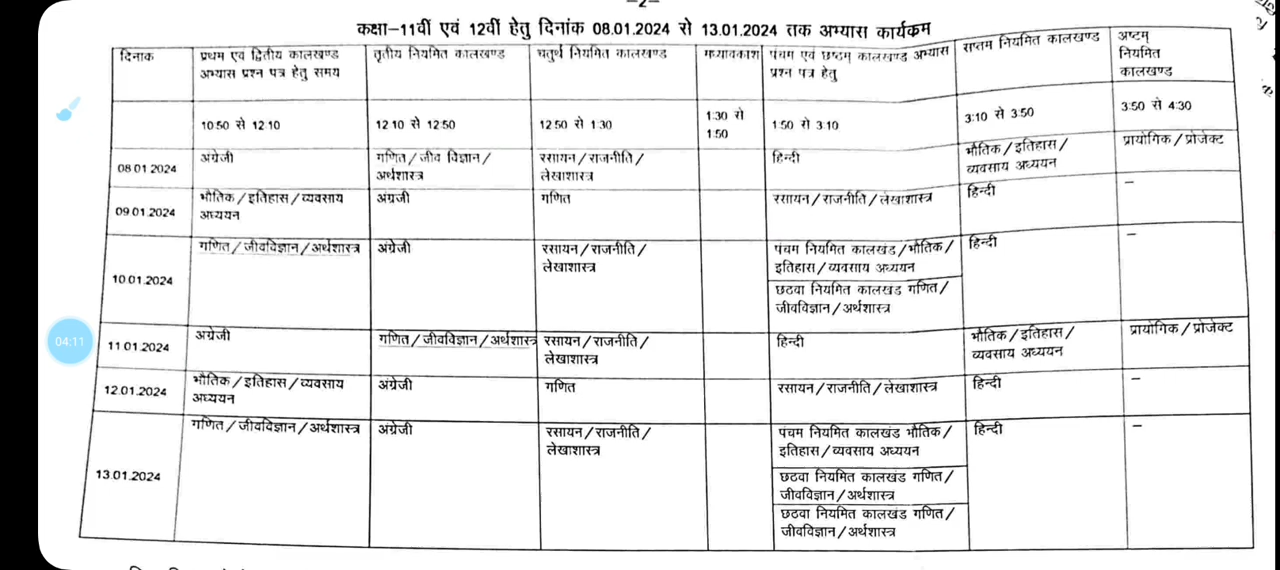 -2-
कक्षा-11वीं एवं 12वीं हेतु दिनांक 08.01.2024 से 13.01.2024 तक अभ्यास कार्यक्रम
दिनाक
प्रथम एवं द्वितीय कालखण्ड
अभ्यास प्रश्न पत्र हेतु समय
तृतीय नियमित कालखण्ड
चतुर्थ नियमित कालखण्ड
मध्यावकाश
पंचम एवं छष्टम् कालखण्ड अभ्यास
प्रश्न पत्र हेतु
सप्तम नियमित कालखण्ड
अष्टम्
नियमित
कालखण्ड
10:50 से 12:10
12:10 से 12:50
12:50 से 1:30
1:30 से
1:50
1:50 से 3:10
3:10 से 3:50
3:50 से 4:30
08.01.2024
अंग्रेजी
गणित/जीव विज्ञान/
अर्थशास्त्र
रसायन/राजनीति/
लेखाशास्त्र
हिन्दी
भौतिक/इतिहास/
व्यवसाय अध्ययन
प्रायोगिक/प्रोजेक्ट
09.01.2024
भौतिक/इतिहास/व्यवसाय
अध्ययन
अंग्रजी
गणित
रसायन/राजनीति/लेखाशास्त्र
हिन्दी
–
10.01.2024
गणित/जीवविज्ञान/अर्थशास्त्र
अंग्रेजी
रसायन/राजनीति/
लेखाशास्त्र
पंचम नियमित कालखंड/भौतिक/
इतिहास/व्यवसाय अध्ययन
छठवा नियमित कालखंड गणित/
जीवविज्ञान/अर्थशास्त्र
हिन्दी
–
11.01.2024
अंग्रेजी
गणित/जीवविज्ञान/अर्थशास्त्र
रसायन/राजनीति/
लेखाशास्त्र
हिन्दी
भौतिक/इतिहास/
व्यवसाय अध्ययन
प्रायोगिक/प्रोजेक्ट
12.01.2024
भौतिक/इतिहास/व्यवसाय
अध्ययन
अंग्रेजी
गणित
रसायन/राजनीति/लेखाशास्त्र
हिन्दी
–
13.01.2024
गणित/जीवविज्ञान/अर्थशास्त्र
अंग्रेजी
रसायन/राजनीति/
लेखाशास्त्र
पंचम नियमित कालखंड भौतिक/
इतिहास/व्यवसाय अध्ययन
छठवा नियमित कालखंड गणित/
जीवविज्ञान/अर्थशास्त्र
छठवा नियमित कालखंड गणित/
जीवविज्ञान/अर्थशास्त्र
हिन्दी
–
04:11